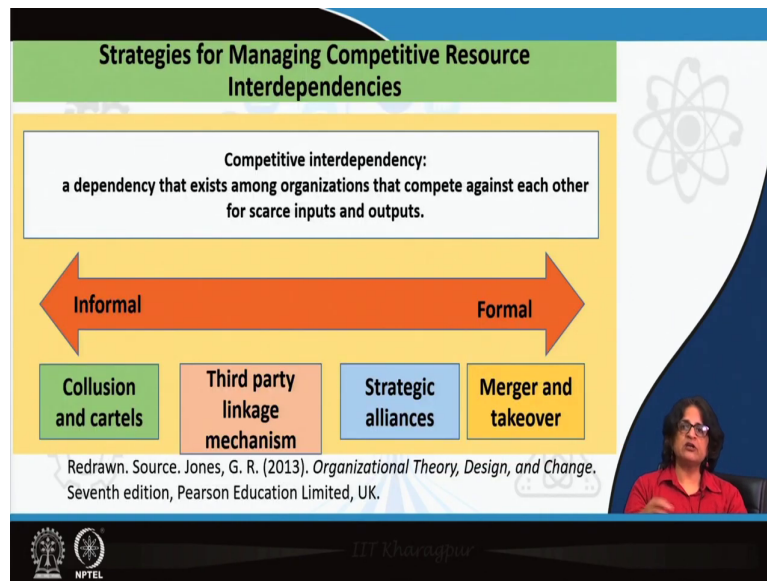 Strategies for Managing Competitive Resource
Interdependencies
Competitive interdependency:
a dependency that exists among organizations that compete against each other
for scarce inputs and outputs.
Informal
Formal
Collusion
and cartels
Third party
linkage
mechanism
Strategic
alliances
Merger and
takeover
Redrawn. Source. Jones, G. R. (2013). Organizational Theory, Design, and Change.
Seventh edition, Pearson Education Limited, UK.
NPTEL
IIT Kharagpur